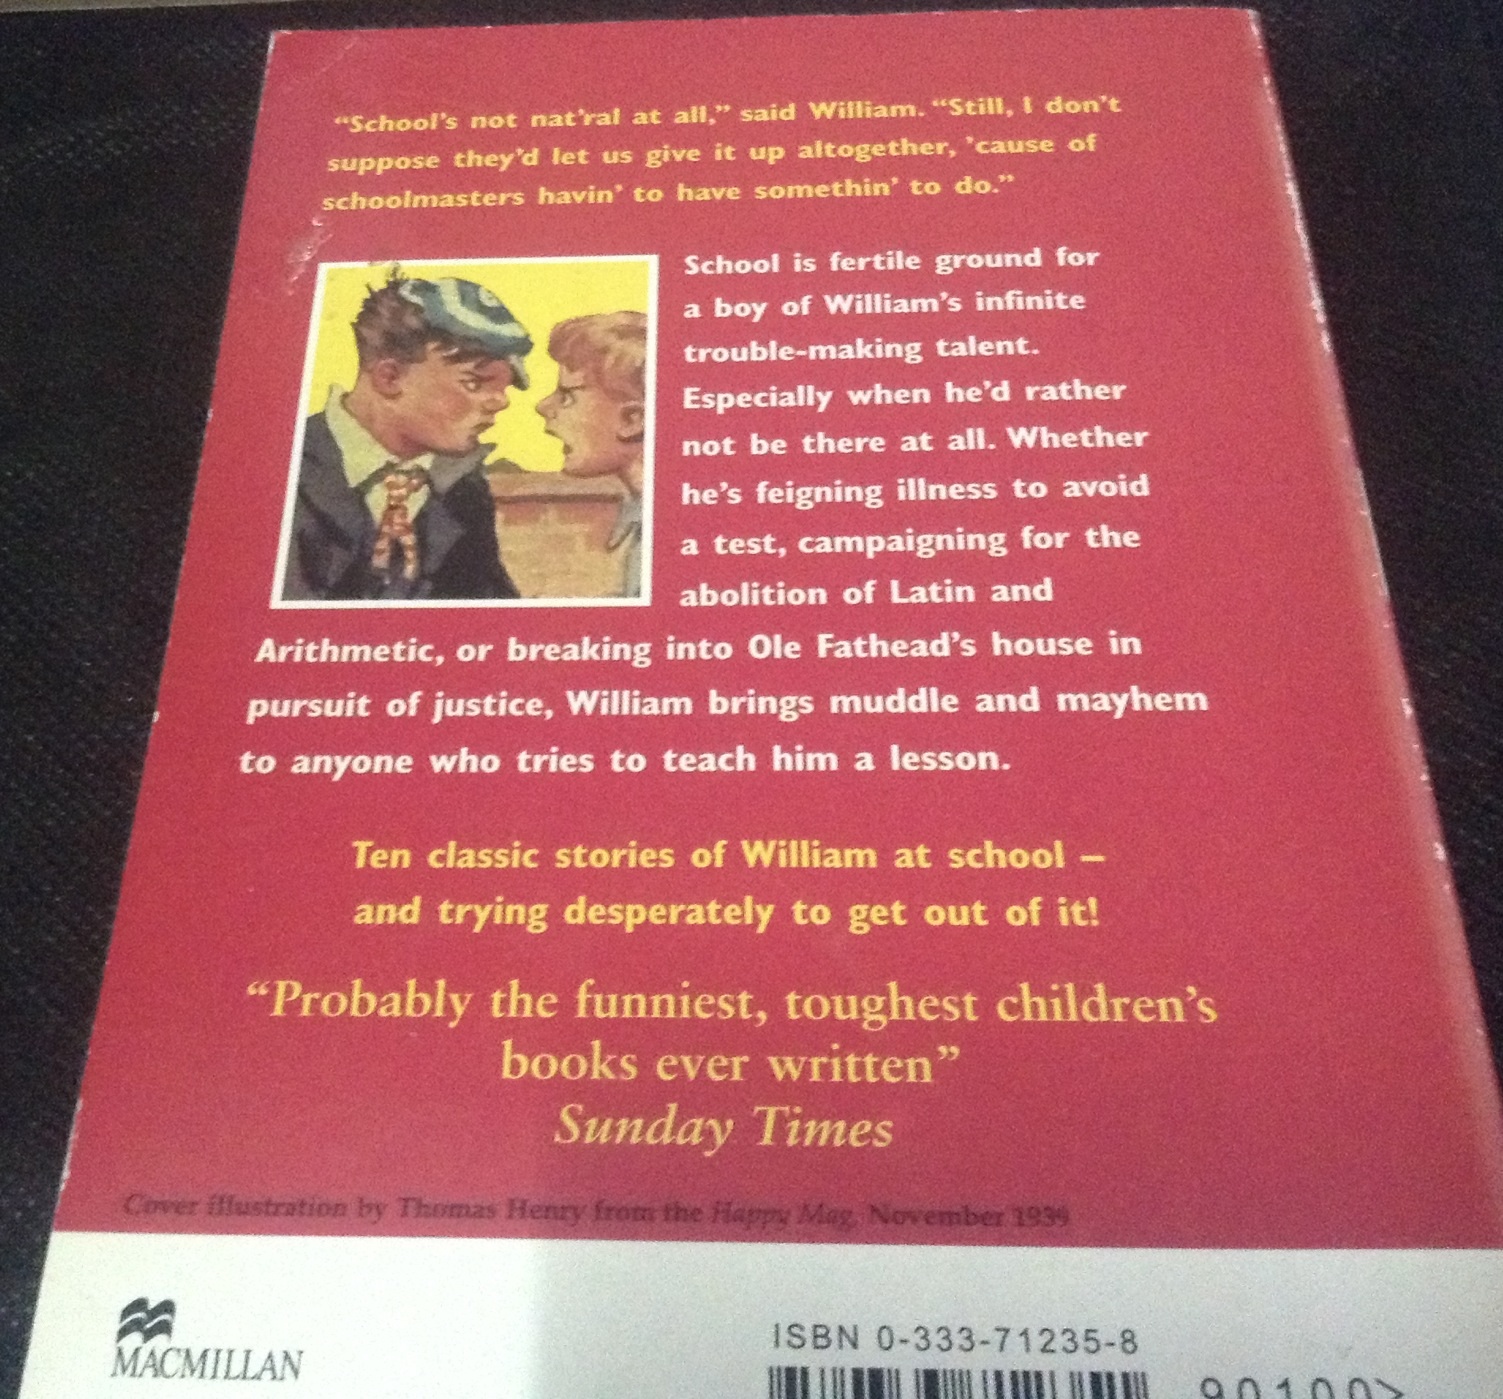 “School’s not nat’ral at all,” said William. “Still, I don’t
suppose they’d let us give it up altogether, ’cause of
schoolmasters havin’ to have somethin’ to do.”
School is fertile ground for
a boy of William’s infinite
trouble-making talent.
Especially when he’d rather
not be there at all. Whether
he’s feigning illness to avoid
a test, campaigning for the
abolition of Latin and
Arithmetic, or breaking into Ole Fathead’s house in
pursuit of justice, William brings muddle and mayhem
to anyone who tries to teach him a lesson.
Ten classic stories of William at school –
and trying desperately to get out of it!
“Probably the funniest, toughest children’s
books ever written”
Sunday Times
Cover illustration by Thomas Henry from the Happy Mag, November 1939
MACMILLAN
ISBN 0-333-71235-8
90100>